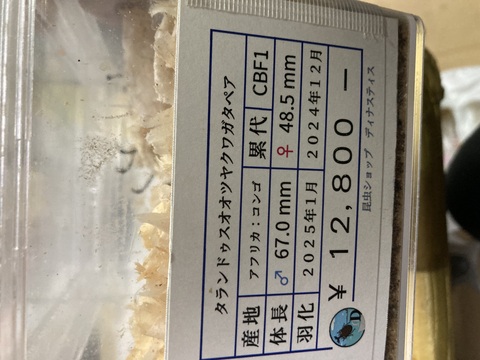 タランドゥスオオツヤクワガタペア
産地 アフリカ:コンゴ 累代 CBF1
体長 ♂ 67.0mm ♀ 48.5mm
羽化 2025年1月 2024年12月
¥12,800ー
昆虫ショップ ディナスティス